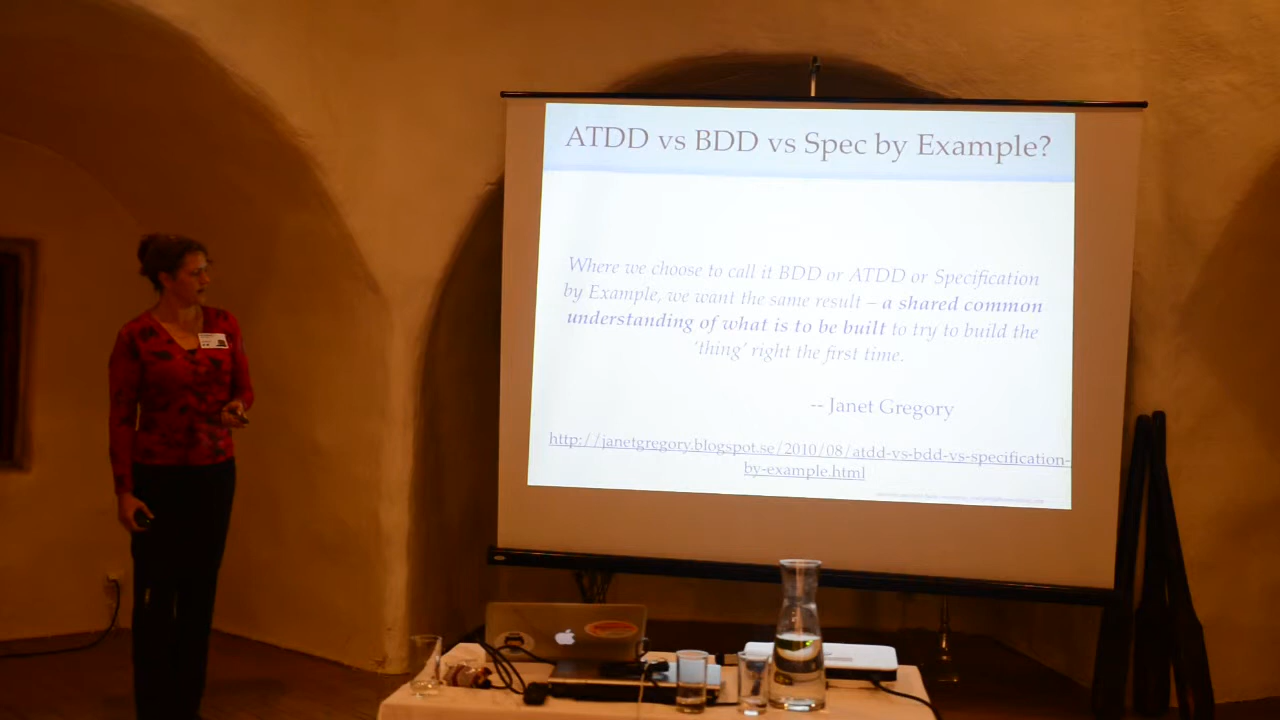 ATDD vs BDD vs Spec by Example?
Where we choose to call it BDD or ATDD or Specification
by Example, we want the same result – a shared common
understanding of what is to be built to try to build the
‘thing’ right the first time.
-- Janet Gregory
http://janetgregory.blogspot.se/2010/08/atdd-vs-bdd-vs-specification-
by-example.html